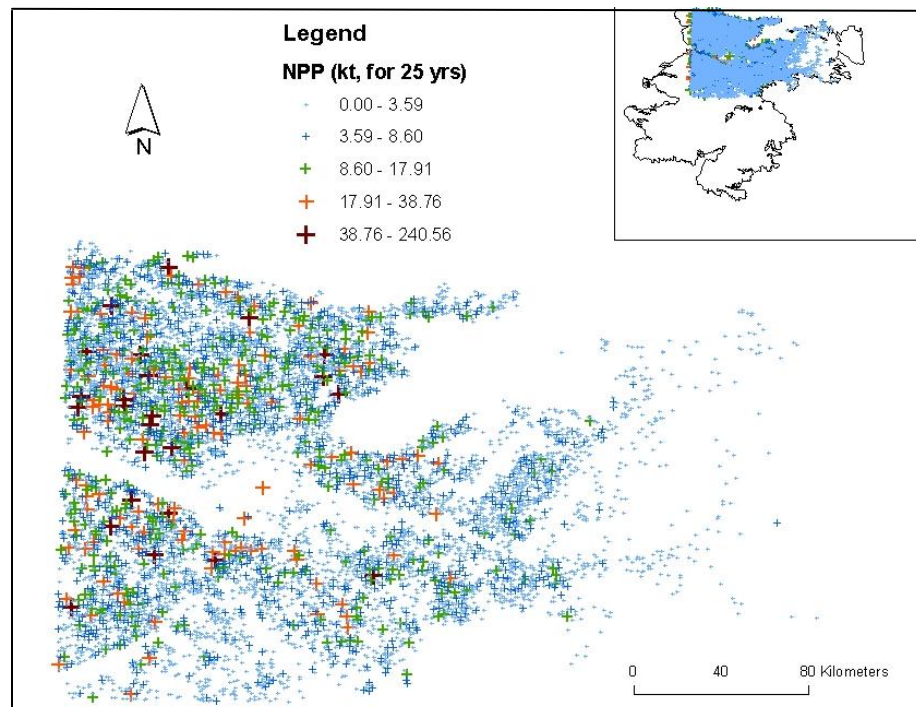 Legend
NPP (kt, for 25 yrs)
0.00 - 3.59
3.59 - 8.60
8.60 - 17.91
17.91 - 38.76
38.76 - 240.56
N
0 40 80 Kilometers